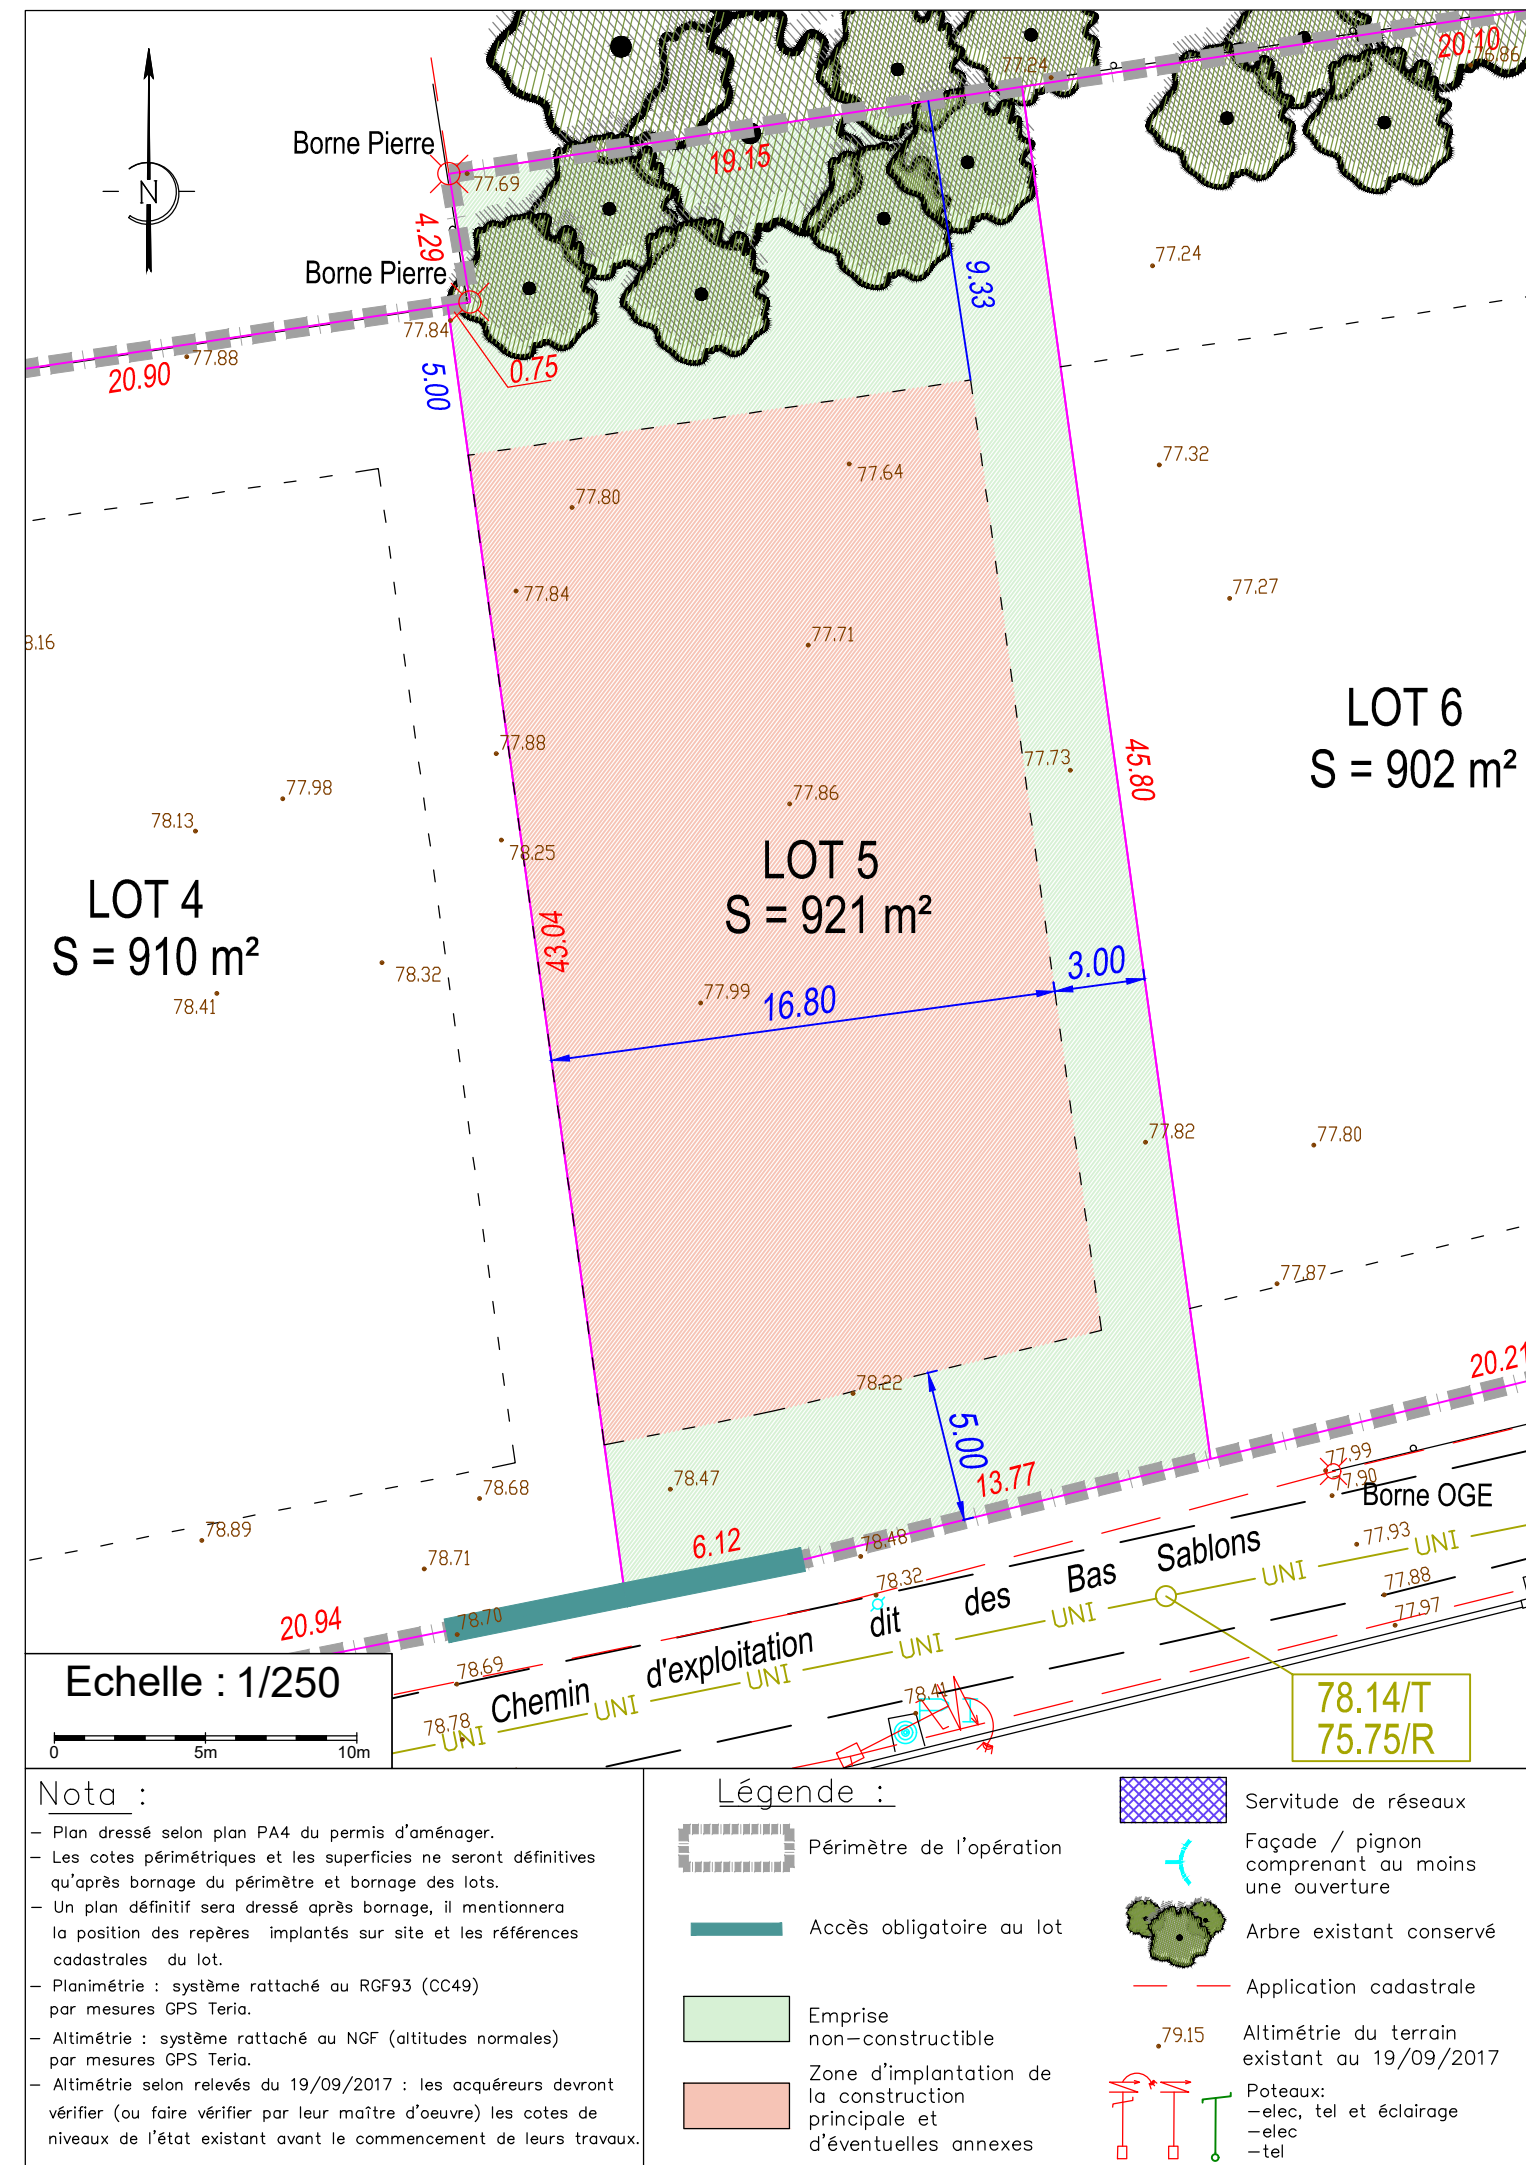 20.10
77.24
Borne Pierre
19.15
77.69
4.29
77.24
Borne Pierre
9.33
77.84
77.88
20.90
5.00
0.75
77.32
77.64
77.80
77.84
77.27
77.71
8.16
LOT 6
S = 902 m²
77.88
77.73
45.80
77.98
77.86
78.13
78.25
LOT 5
S = 921 m²
LOT 4
S = 910 m²
43.04
3.00
78.32
77.99
16.80
78.41
77.82
77.80
77.87
20.21
78.22
5.00
77.99
78.47
13.77
77.90
78.68
Borne OGE
78.89
6.12
78.48
77.93
UNI
78.71
Chemin d'exploitation dit des Bas Sablons
78.32
UNI
77.88
77.97
20.94
78.70
UNI
UNI
78.69
UNI
UNI
78.41
78.78
UNI
78.14/T
75.75/R
N
Echelle : 1/250
0 5m 10m
Nota :
– Plan dressé selon plan PA4 du permis d'aménager.
– Les cotes périmétriques et les superficies ne seront définitives
qu'après bornage du périmètre et bornage des lots.
– Un plan définitif sera dressé après bornage, il mentionnera
la position des repères implantés sur site et les références
cadastrales du lot.
– Planimétrie : système rattaché au RGF93 (CC49)
par mesures GPS Teria.
– Altimétrie : système rattaché au NGF (altitudes normales)
par mesures GPS Teria.
– Altimétrie selon relevés du 19/09/2017 : les acquéreurs devront
vérifier (ou faire vérifier par leur maître d'oeuvre) les cotes de
niveaux de l'état existant avant le commencement de leurs travaux.
Légende :
Périmètre de l'opération
Accès obligatoire au lot
Emprise
non–constructible
Zone d'implantation de
la construction
principale et
d'éventuelles annexes
Servitude de réseaux
Façade / pignon
comprenant au moins
une ouverture
Arbre existant conservé
Application cadastrale
79.15
Altimétrie du terrain
existant au 19/09/2017
Poteaux:
–elec, tel et éclairage
–elec
–tel